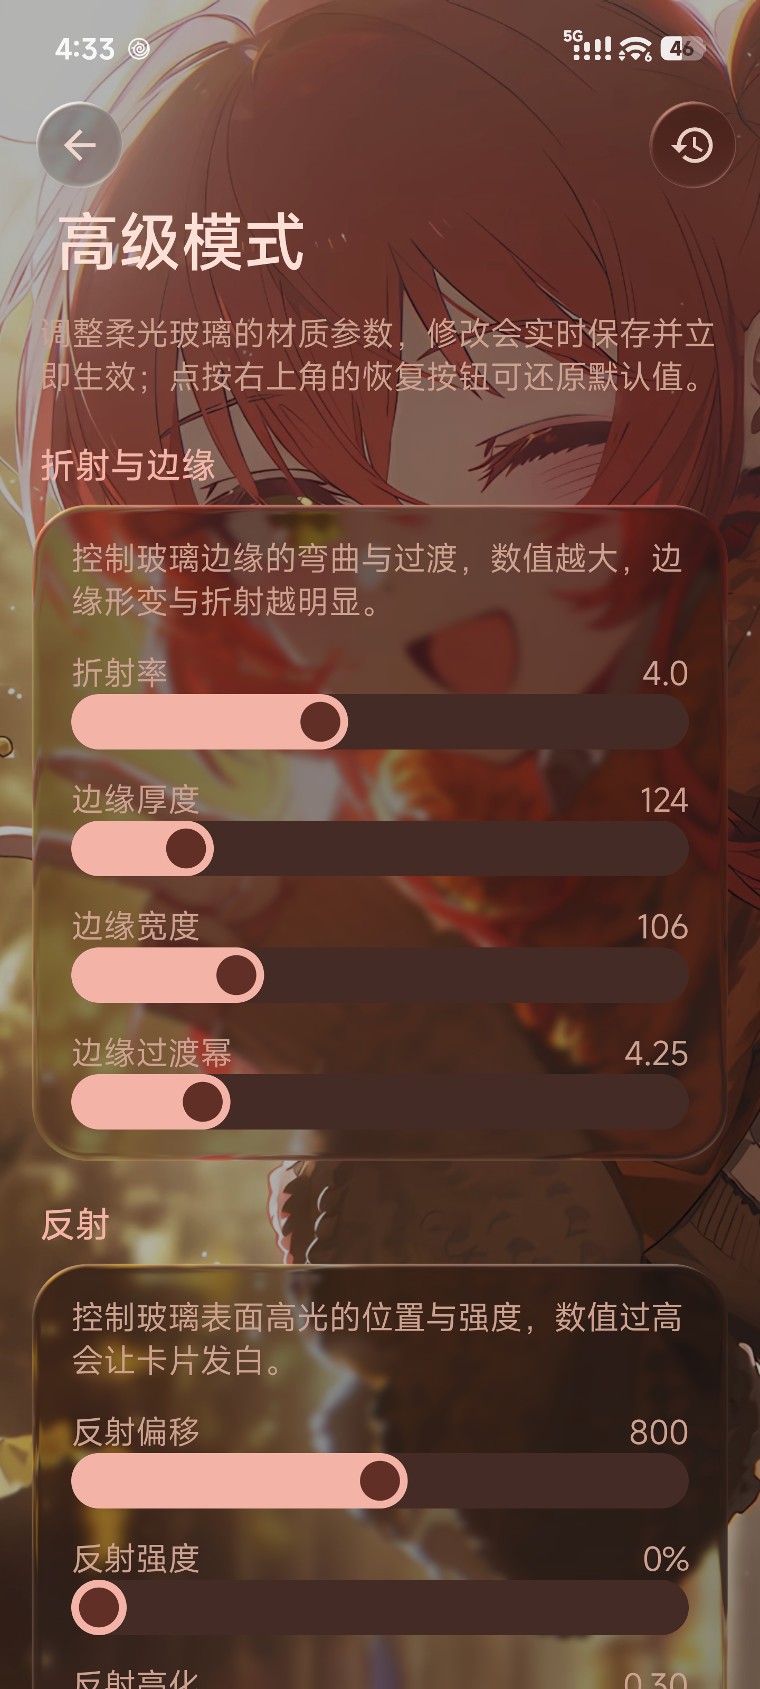 4:33
5G
6
46
高级模式
调整柔光玻璃的材质参数，修改会实时保存并立
即生效；点按右上角的恢复按钮可还原默认值。
折射与边缘
控制玻璃边缘的弯曲与过渡，数值越大，边
缘形变与折射越明显。
折射率 4.0
边缘厚度 124
边缘宽度 106
边缘过渡幂 4.25
反射
控制玻璃表面高光的位置与强度，数值过高
会让卡片发白。
反射偏移 800
反射强度 0%
反射亮化 0.30